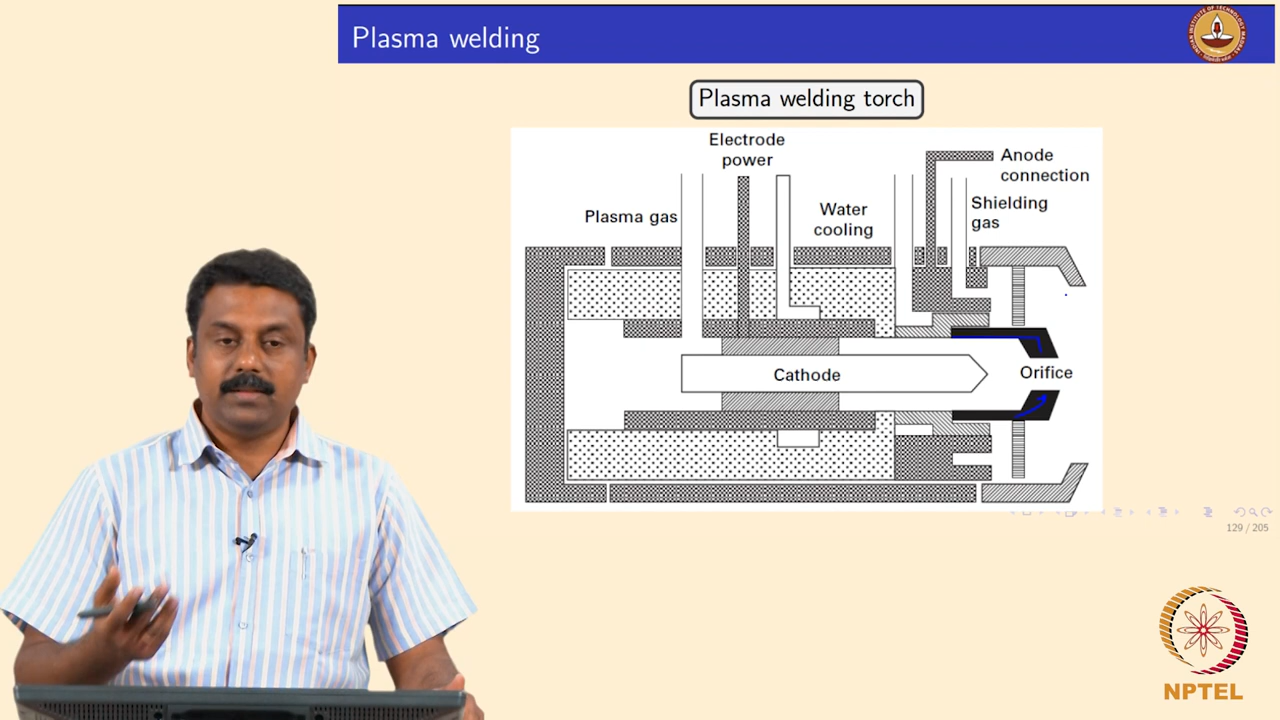 Plasma welding
Plasma welding torch
Electrode
power
Anode
connection
Plasma gas
Water
cooling
Shielding
gas
Cathode
Orifice
129 / 205
NPTEL